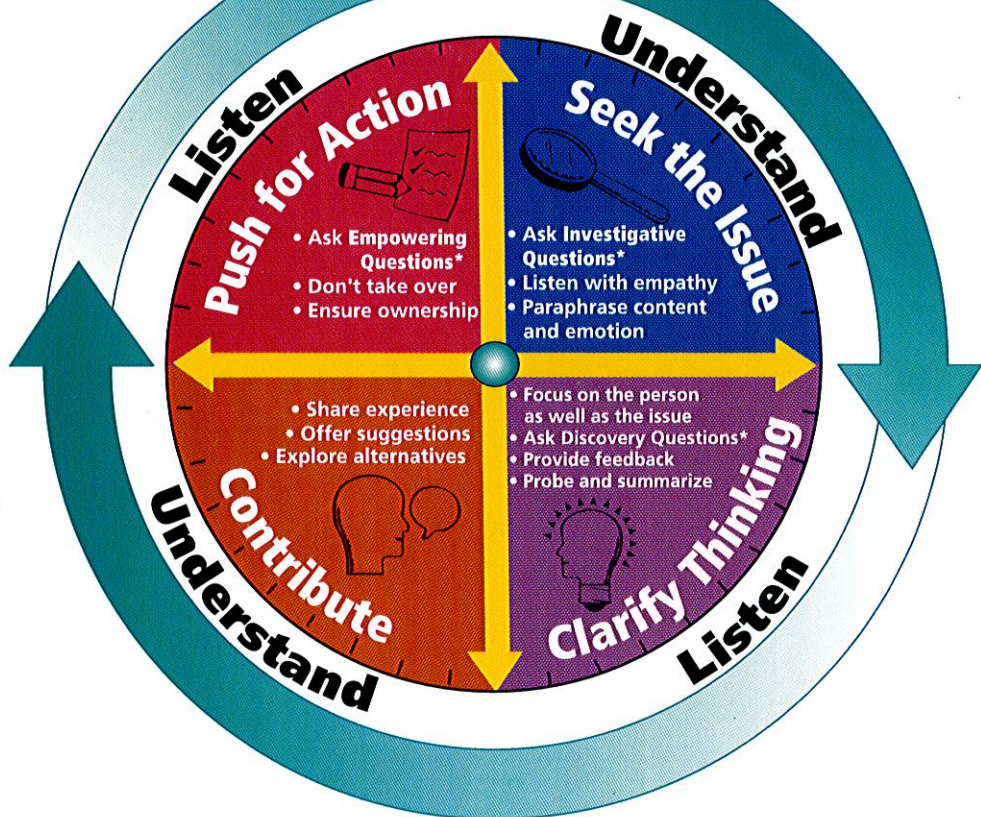 Listen
Understand
Push for Action
• Ask Empowering
Questions*
• Don't take over
• Ensure ownership
Seek the Issue
• Ask Investigative
Questions*
• Listen with empathy
• Paraphrase content
and emotion
• Share experience
• Offer suggestions
• Explore alternatives
Contribute
• Focus on the person
as well as the issue
• Ask Discovery Questions*
• Provide feedback
• Probe and summarize
Clarify Thinking
Understand
Listen